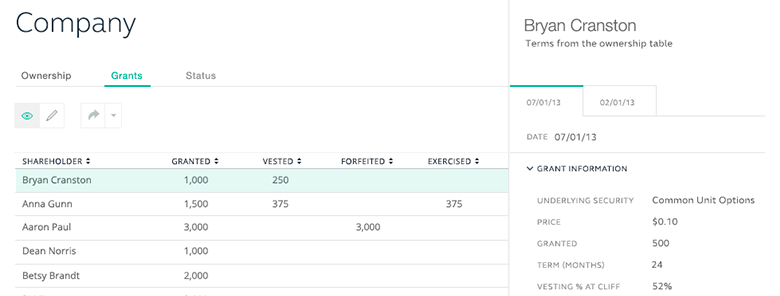 Company
Ownership Grants Status
SHAREHOLDER GRANTED VESTED FORFEITED EXERCISED
Bryan Cranston 1,000 250
Anna Gunn 1,500 375 375
Aaron Paul 3,000 3,000
Dean Norris 1,000
Betsy Brandt 2,000
Bryan Cranston
Terms from the ownership table
07/01/13 02/01/13
DATE 07/01/13
GRANT INFORMATION
UNDERLYING SECURITY Common Unit Options
PRICE $0.10
GRANTED 500
TERM (MONTHS) 24
VESTING % AT CLIFF 52%